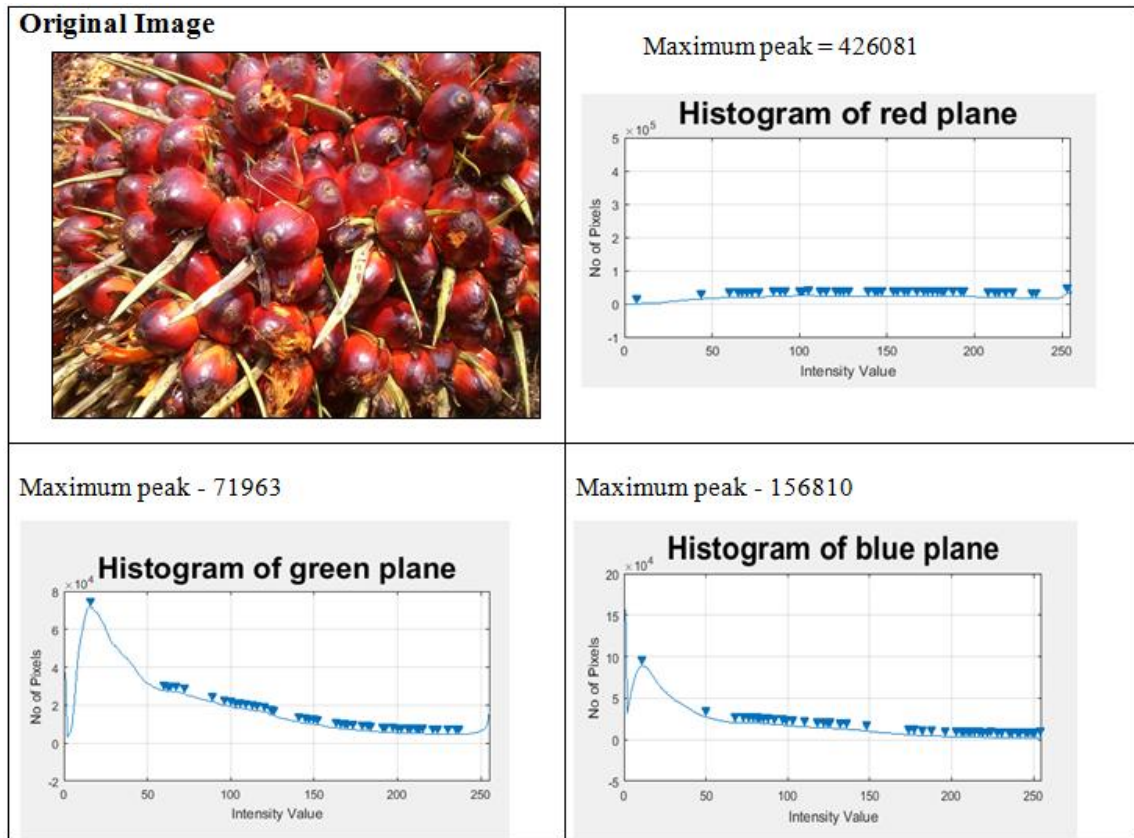 Original Image
Maximum peak = 426081
Histogram of red plane
× 10⁵
5
4
3
2
1
0
-1
No of Pixels
0 50 100 150 200 250
Intensity Value
Maximum peak - 71963
Histogram of green plane
× 10⁴
8
6
4
2
0
-2
No of Pixels
0 50 100 150 200 250
Intensity Value
Maximum peak - 156810
Histogram of blue plane
× 10⁴
20
15
10
5
0
-5
No of Pixels
0 50 100 150 200 250
Intensity Value